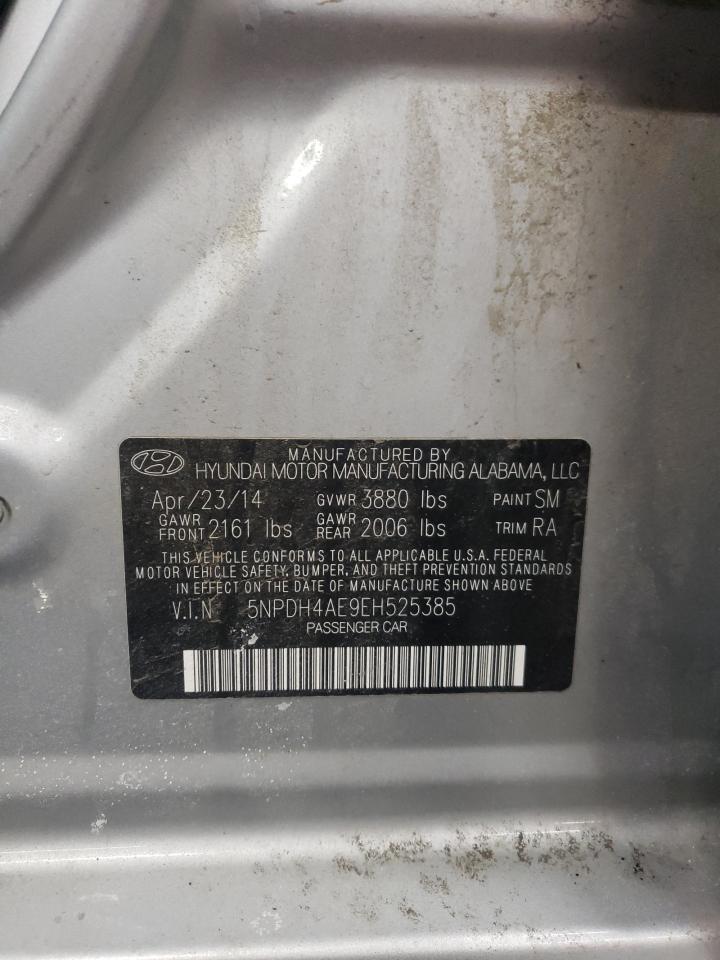 MANUFACTURED BY
HYUNDAI MOTOR MANUFACTURING ALABAMA, LLC
Apr/23/14 GVWR 3880 lbs PAINT SM
GAWR FRONT 2161 lbs GAWR REAR 2006 lbs TRIM RA
THIS VEHICLE CONFORMS TO ALL APPLICABLE U.S.A. FEDERAL
MOTOR VEHICLE SAFETY, BUMPER, AND THEFT PREVENTION STANDARDS
IN EFFECT ON THE DATE OF MANUFACTURE SHOWN ABOVE
V.I.N 5NPDH4AE9EH525385
PASSENGER CAR